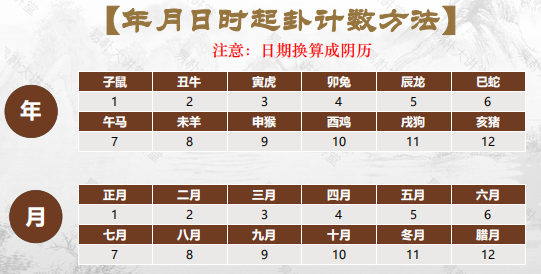 【年月日时起卦计数方法】
注意：日期换算成阴历
年
子鼠 丑牛 寅虎 卯兔 辰龙 巳蛇
1 2 3 4 5 6
午马 未羊 申猴 酉鸡 戌狗 亥猪
7 8 9 10 11 12
月
正月 二月 三月 四月 五月 六月
1 2 3 4 5 6
七月 八月 九月 十月 冬月 腊月
7 8 9 10 11 12